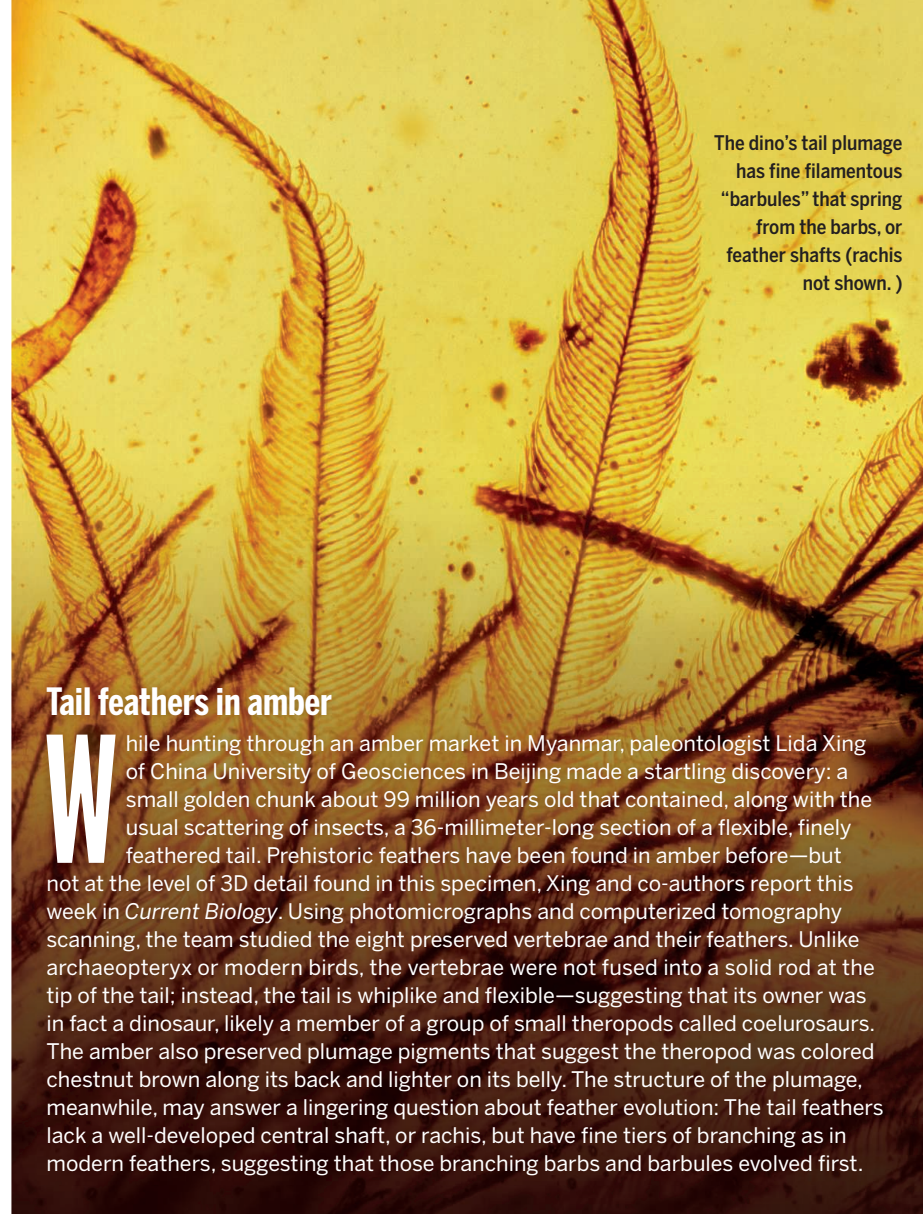 The dino’s tail plumage
has fine filamentous
“barbules” that spring
from the barbs, or
feather shafts (rachis
not shown. )
Tail feathers in amber
While hunting through an amber market in Myanmar, paleontologist Lida Xing
of China University of Geosciences in Beijing made a startling discovery: a
small golden chunk about 99 million years old that contained, along with the
usual scattering of insects, a 36-millimeter-long section of a flexible, finely
feathered tail. Prehistoric feathers have been found in amber before—but
not at the level of 3D detail found in this specimen, Xing and co-authors report this
week in Current Biology. Using photomicrographs and computerized tomography
scanning, the team studied the eight preserved vertebrae and their feathers. Unlike
archaeopteryx or modern birds, the vertebrae were not fused into a solid rod at the
tip of the tail; instead, the tail is whiplike and flexible—suggesting that its owner was
in fact a dinosaur, likely a member of a group of small theropods called coelurosaurs.
The amber also preserved plumage pigments that suggest the theropod was colored
chestnut brown along its back and lighter on its belly. The structure of the plumage,
meanwhile, may answer a lingering question about feather evolution: The tail feathers
lack a well-developed central shaft, or rachis, but have fine tiers of branching as in
modern feathers, suggesting that those branching barbs and barbules evolved first.